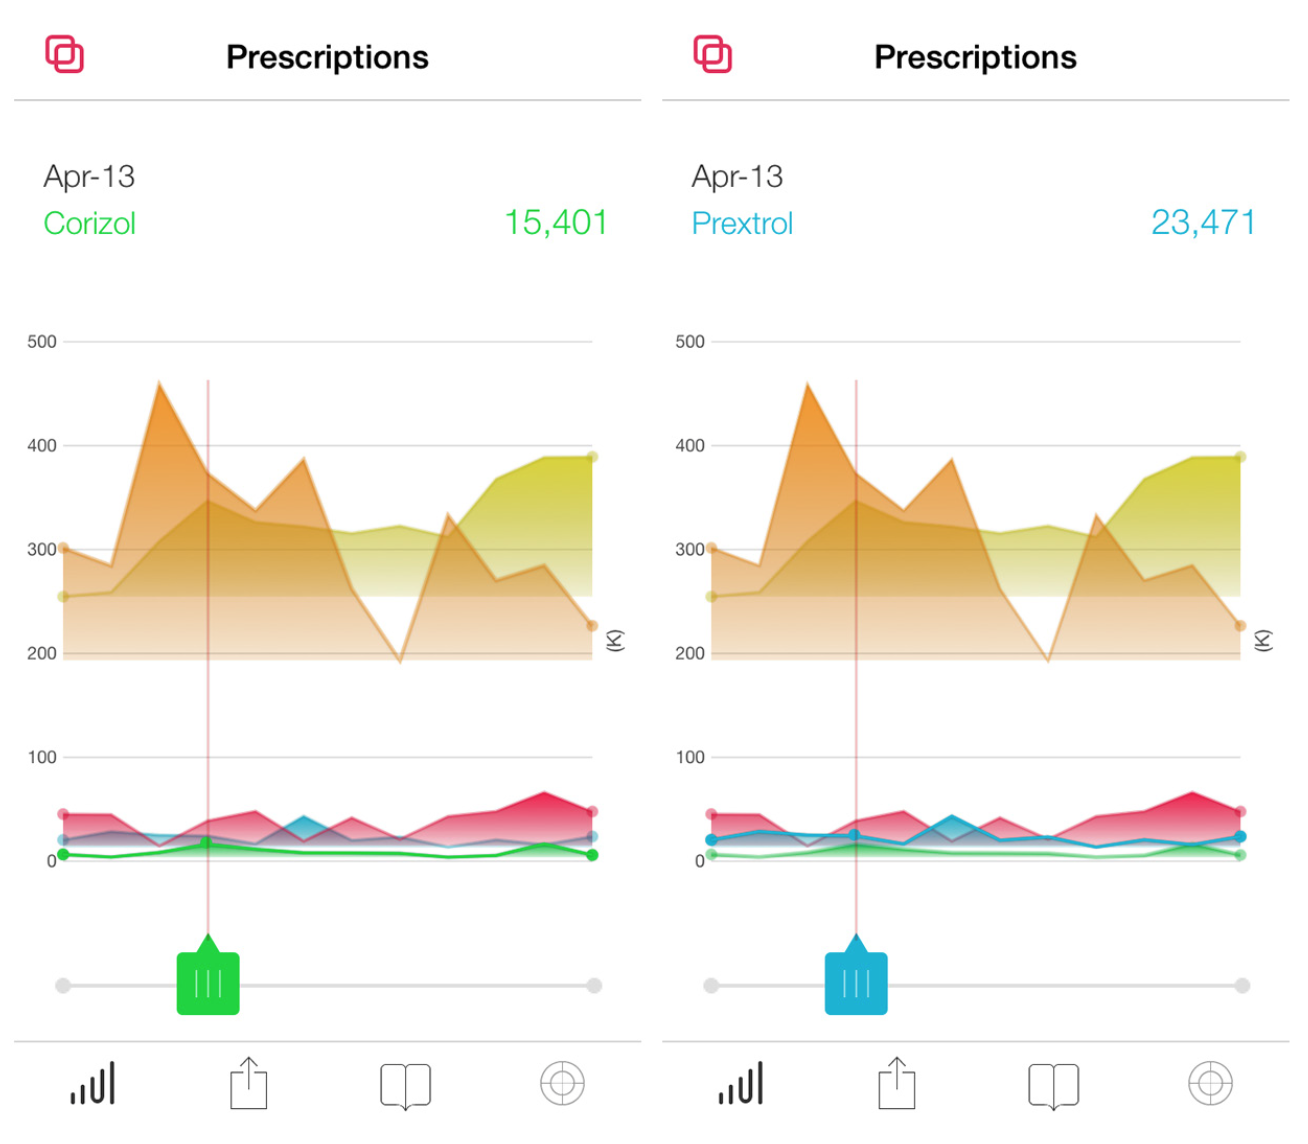 Prescriptions
Apr-13
Corizol 15,401
500
400
300
200
(K)
100
0
Prescriptions
Apr-13
Prextrol 23,471
500
400
300
200
(K)
100
0